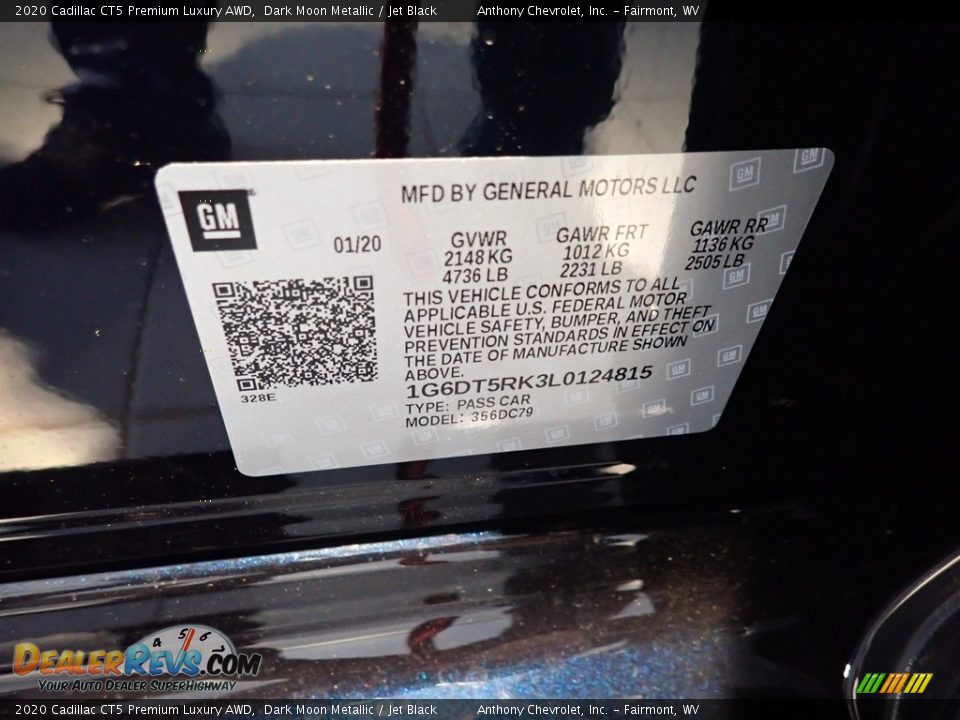 2020 Cadillac CT5 Premium Luxury AWD,  Dark Moon Metallic / Jet Black  Anthony Chevrolet, Inc. – Fairmont, WV
GM
MFD BY GENERAL MOTORS LLC
01/20
GVWR
2148 KG
4736 LB
GAWR FRT
1012 KG
2231 LB
GAWR RR
1136 KG
2505 LB
THIS VEHICLE CONFORMS TO ALL
APPLICABLE U.S. FEDERAL MOTOR
VEHICLE SAFETY, BUMPER, AND THEFT
PREVENTION STANDARDS IN EFFECT ON
THE DATE OF MANUFACTURE SHOWN
ABOVE.
1G6DT5RK3L0124815
TYPE: PASS CAR
MODEL: 356DC79
328E
4 5 6
DEALERREVS.COM
YOUR AUTO DEALER SUPERHIGHWAY
2020 Cadillac CT5 Premium Luxury AWD,  Dark Moon Metallic / Jet Black  Anthony Chevrolet, Inc. – Fairmont, WV